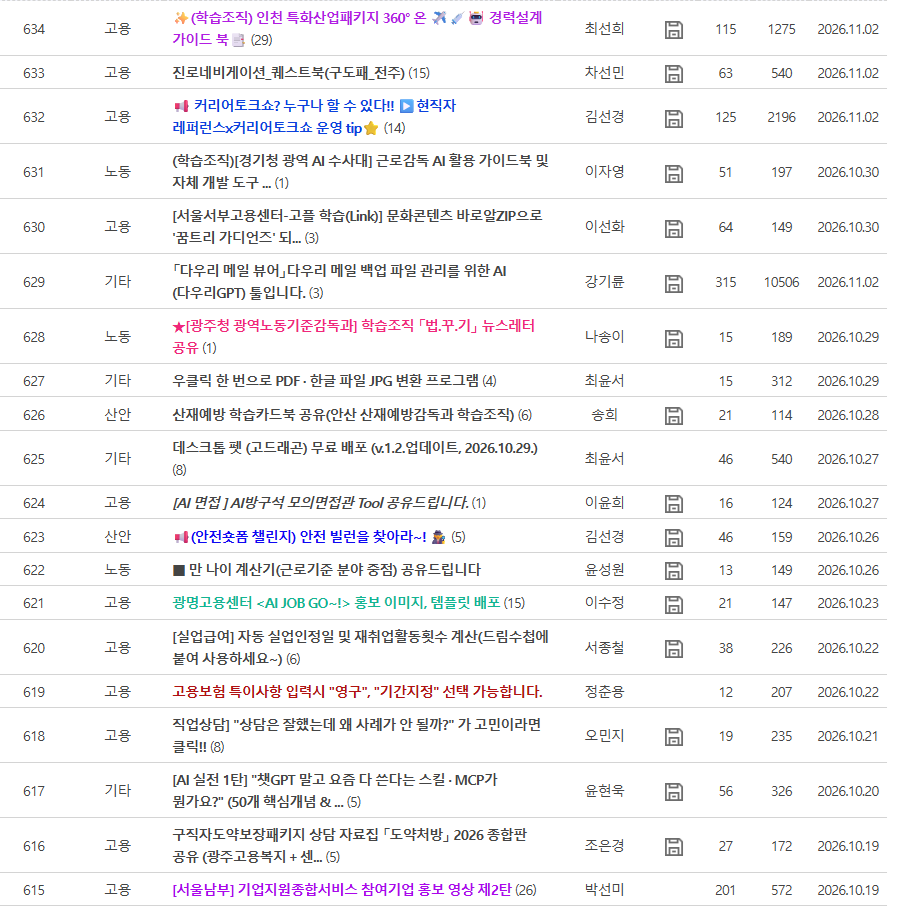 634 고용 ✨(학습조직) 인천 특화산업패키지 360° 온 ✈️🚀🤖 경력설계 최선희 115 1275 2026.11.02
가이드 북📑 (29)
633 고용 진로네비게이션_퀘스트북(구도패_전주) (15) 차선민 63 540 2026.11.02
632 고용 📢 커리어토크쇼? 누구나 할 수 있다!! ▶️ 현직자 김선경 125 2196 2026.11.02
레퍼런스x커리어토크쇼 운영 tip⭐ (14)
631 노동 (학습조직)[경기청 광역 AI 수사대] 근로감독 AI 활용 가이드북 및 이자영 51 197 2026.10.30
자체 개발 도구 ... (1)
630 고용 [서울서부고용센터-고플 학습(Link)] 문화콘텐츠 바로알ZIP으로 이선화 64 149 2026.10.30
'꿈트리 가디언즈' 되... (3)
629 기타 「다우리 메일 뷰어」다우리 메일 백업 파일 관리를 위한 AI 강기륜 315 10506 2026.11.02
(다우리GPT) 툴입니다. (3)
628 노동 ★[광주청 광역노동기준감독과] 학습조직 「법.꾸.기」 뉴스레터 나송이 15 189 2026.10.29
공유 (1)
627 기타 우클릭 한 번으로 PDF · 한글 파일 JPG 변환 프로그램 (4) 최윤서 15 312 2026.10.29
626 산안 산재예방 학습카드북 공유(안산 산재예방감독과 학습조직) (6) 송희 21 114 2026.10.28
625 기타 데스크톱 펫 (고드래곤) 무료 배포 (v.1.2.업데이트, 2026.10.29.) 최윤서 46 540 2026.10.27
(8)
624 고용 [AI 면접 ] AI방구석 모의면접관 Tool 공유드립니다. (1) 이윤희 16 124 2026.10.27
623 산안 📢(안전숏폼 챌린지) 안전 빌런을 찾아라~! 🕵️ (5) 김선경 46 159 2026.10.26
622 노동 ■ 만 나이 계산기(근로기준 분야 중점) 공유드립니다 윤성원 13 149 2026.10.26
621 고용 광명고용센터 <AI JOB GO~!> 홍보 이미지, 템플릿 배포 (15) 이수정 21 147 2026.10.23
620 고용 [실업급여] 자동 실업인정일 및 재취업활동횟수 계산(드림수첩에 서종철 38 226 2026.10.22
붙여 사용하세요~) (6)
619 고용 고용보험 특이사항 입력시 "영구", "기간지정" 선택 가능합니다. 정춘용 12 207 2026.10.22
618 고용 직업상담] "상담은 잘했는데 왜 사례가 안 될까?" 가 고민이라면 오민지 19 235 2026.10.21
클릭!! (8)
617 기타 [AI 실전 1탄] "챗GPT 말고 요즘 다 쓴다는 스킬 · MCP가 윤현욱 56 326 2026.10.20
뭔가요?" (50개 핵심개념 & ... (5)
616 고용 구직자도약보장패키지 상담 자료집 「도약처방」 2026 종합판 조은경 27 172 2026.10.19
공유 (광주고용복지 + 센... (5)
615 고용 [서울남부] 기업지원종합서비스 참여기업 홍보 영상 제2탄 (26) 박선미 201 572 2026.10.19